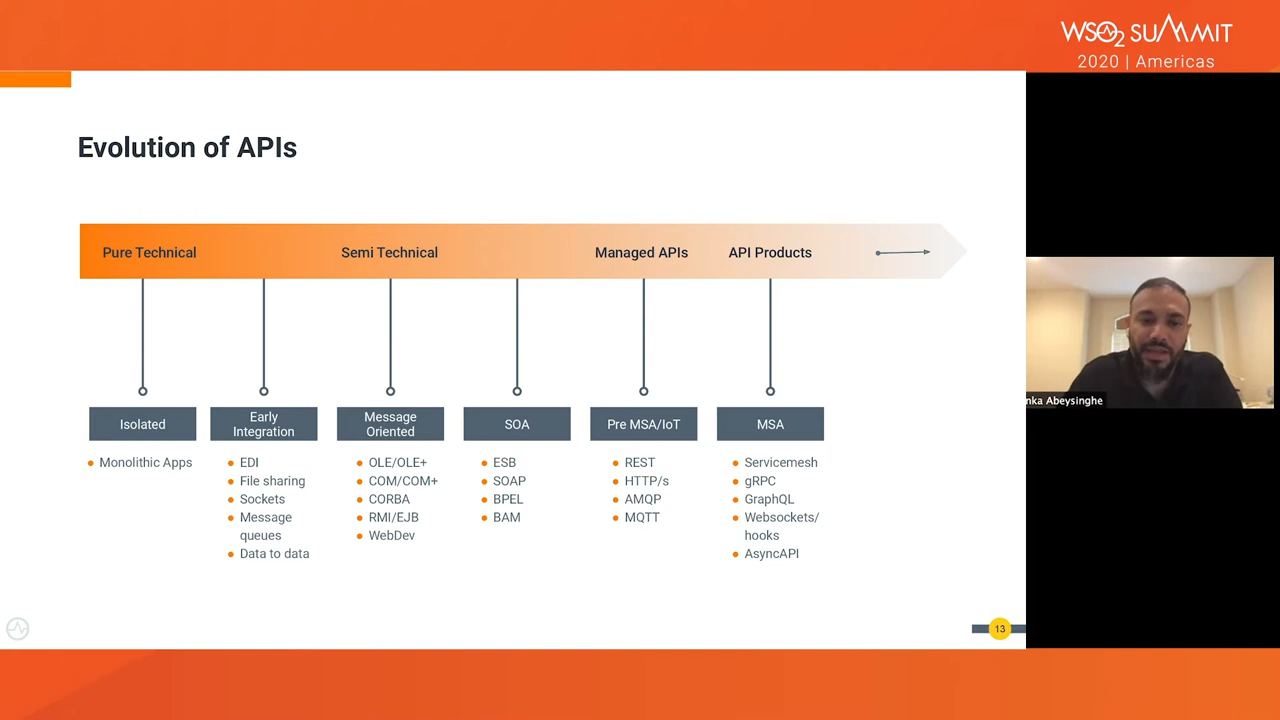 WSO2 SUMMIT
2020 | Americas
Evolution of APIs
Pure Technical
Semi Technical
Managed APIs
API Products
Isolated
Monolithic Apps
Early
Integration
EDI
File sharing
Sockets
Message
queues
Data to data
Message
Oriented
OLE/OLE+
COM/COM+
CORBA
RMI/EJB
WebDev
SOA
ESB
SOAP
BPEL
BAM
Pre MSA/IoT
REST
HTTP/s
AMQP
MQTT
MSA
Servicemesh
gRPC
GraphQL
Websockets/
hooks
AsyncAPI
nka Abeysinghe
13